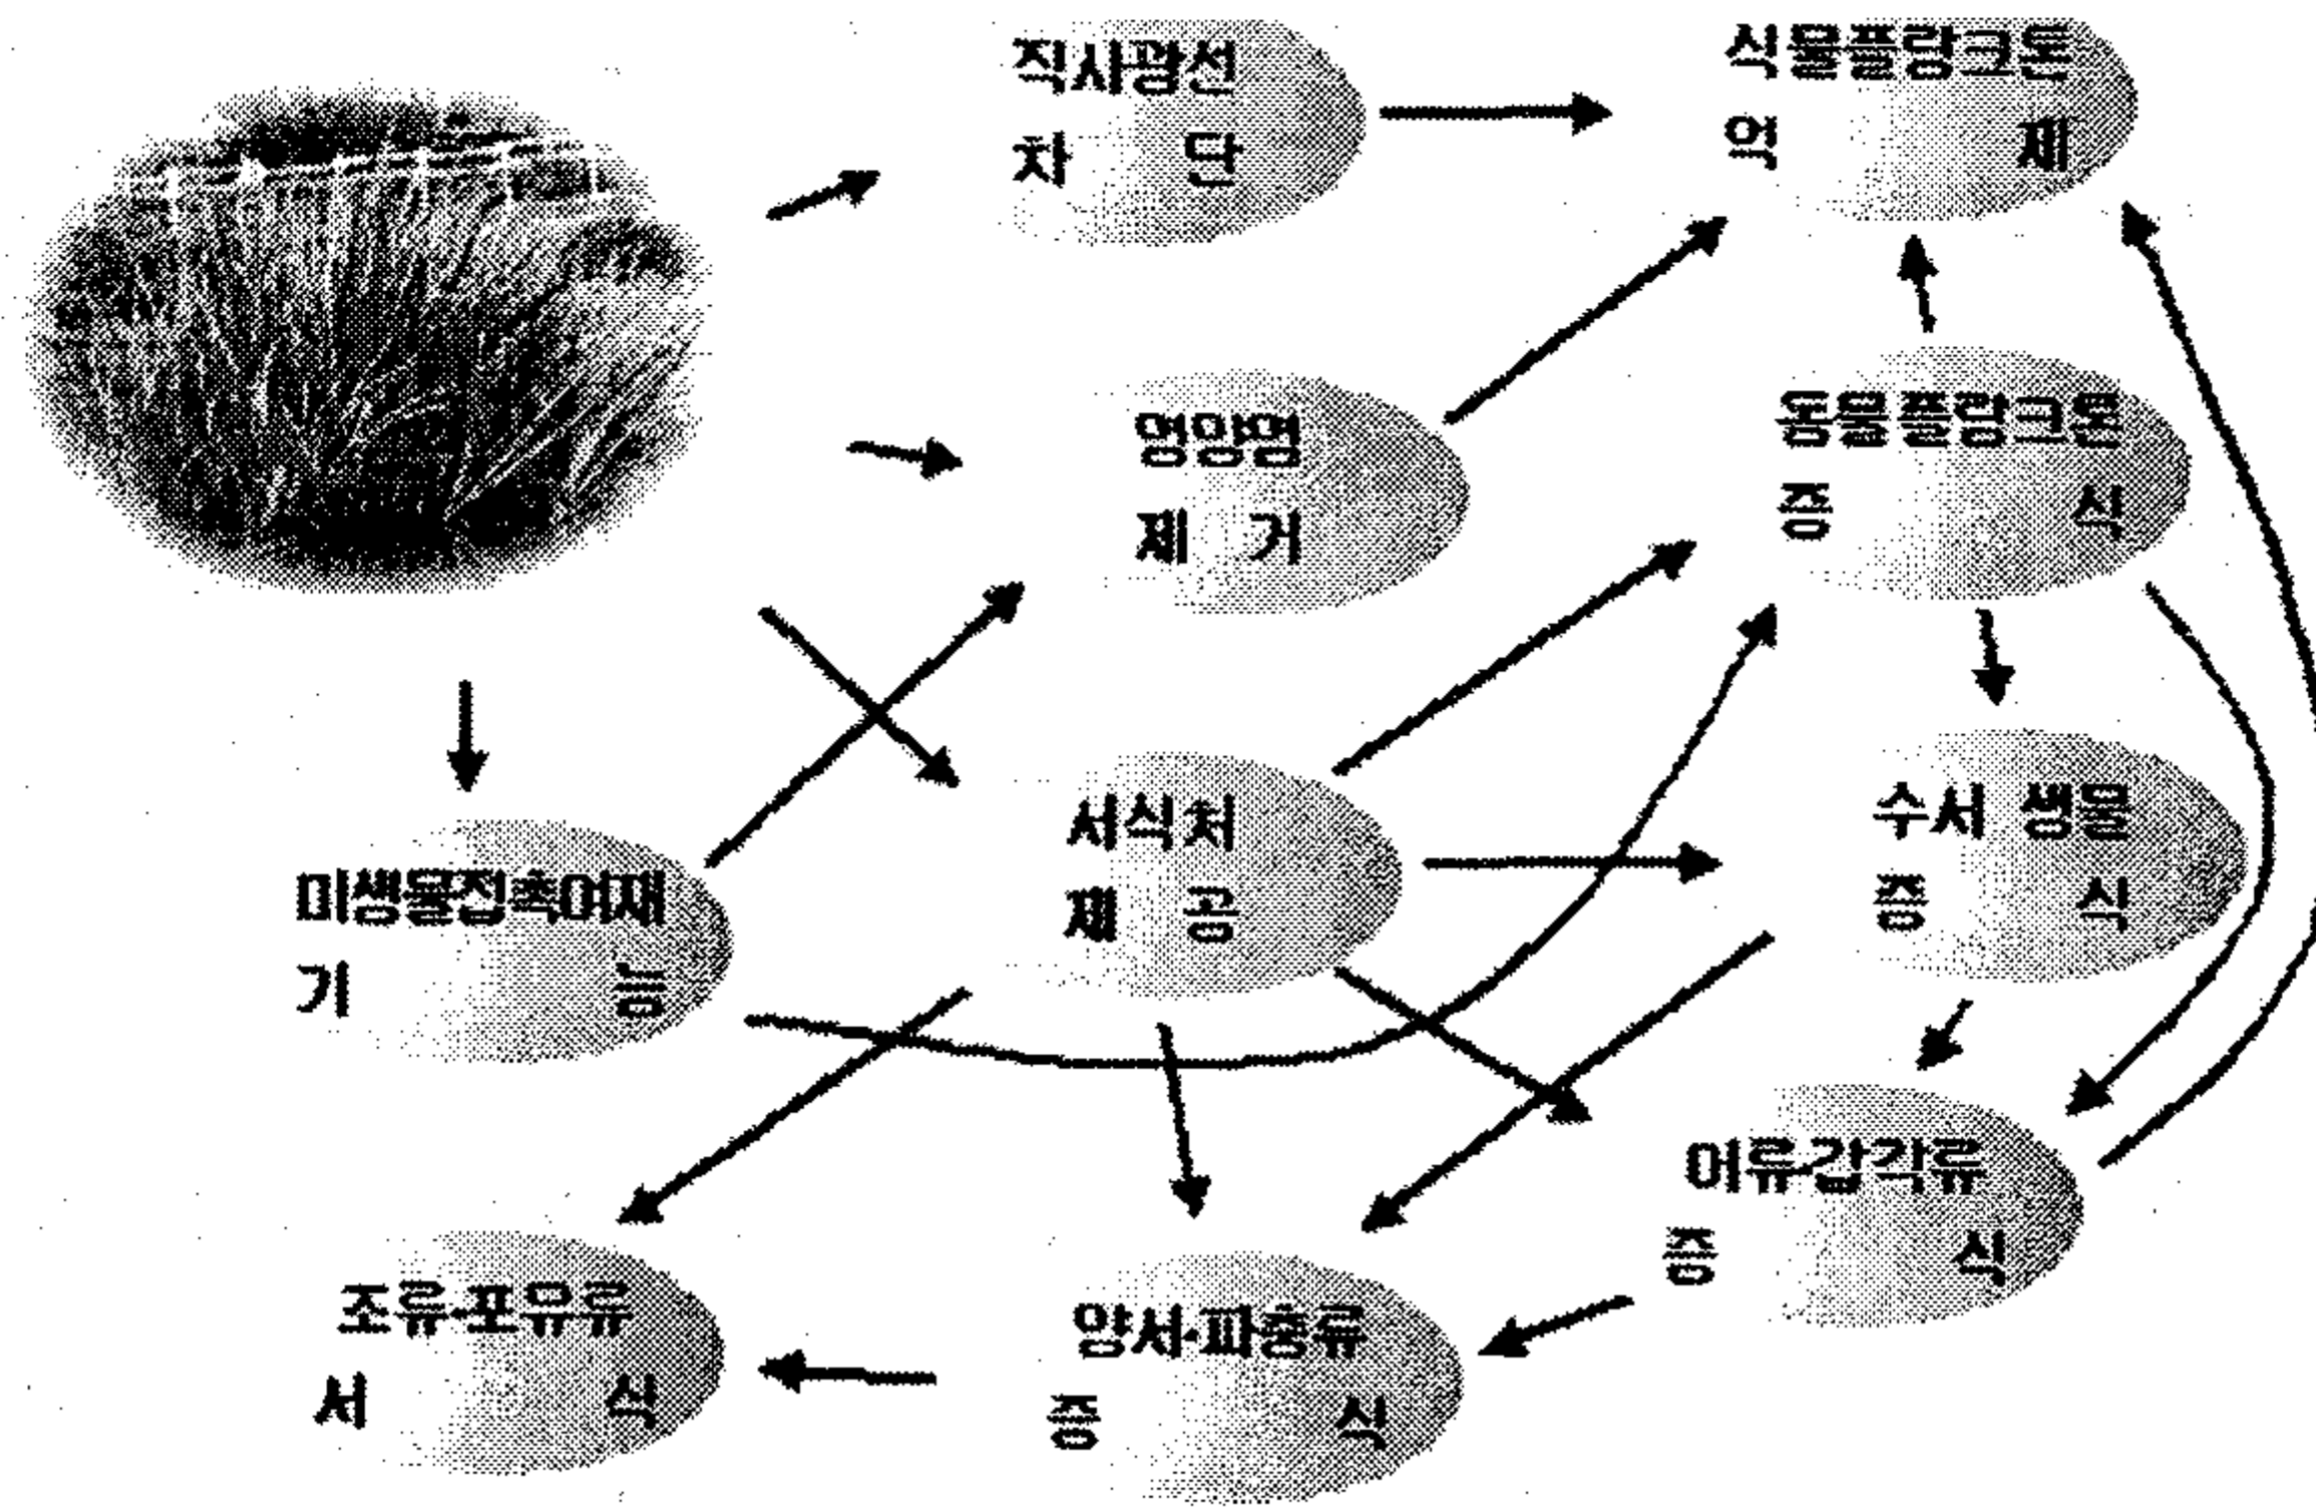 직사광선
차 단
식물플랑크톤
억 제
영양염
제 거
동물플랑크톤
증 식
서식처
제 공
수서 생물
증 식
미생물접촉여재
기 능
어류·갑각류
증 식
조류·포유류
서 식
양서·파충류
증 식